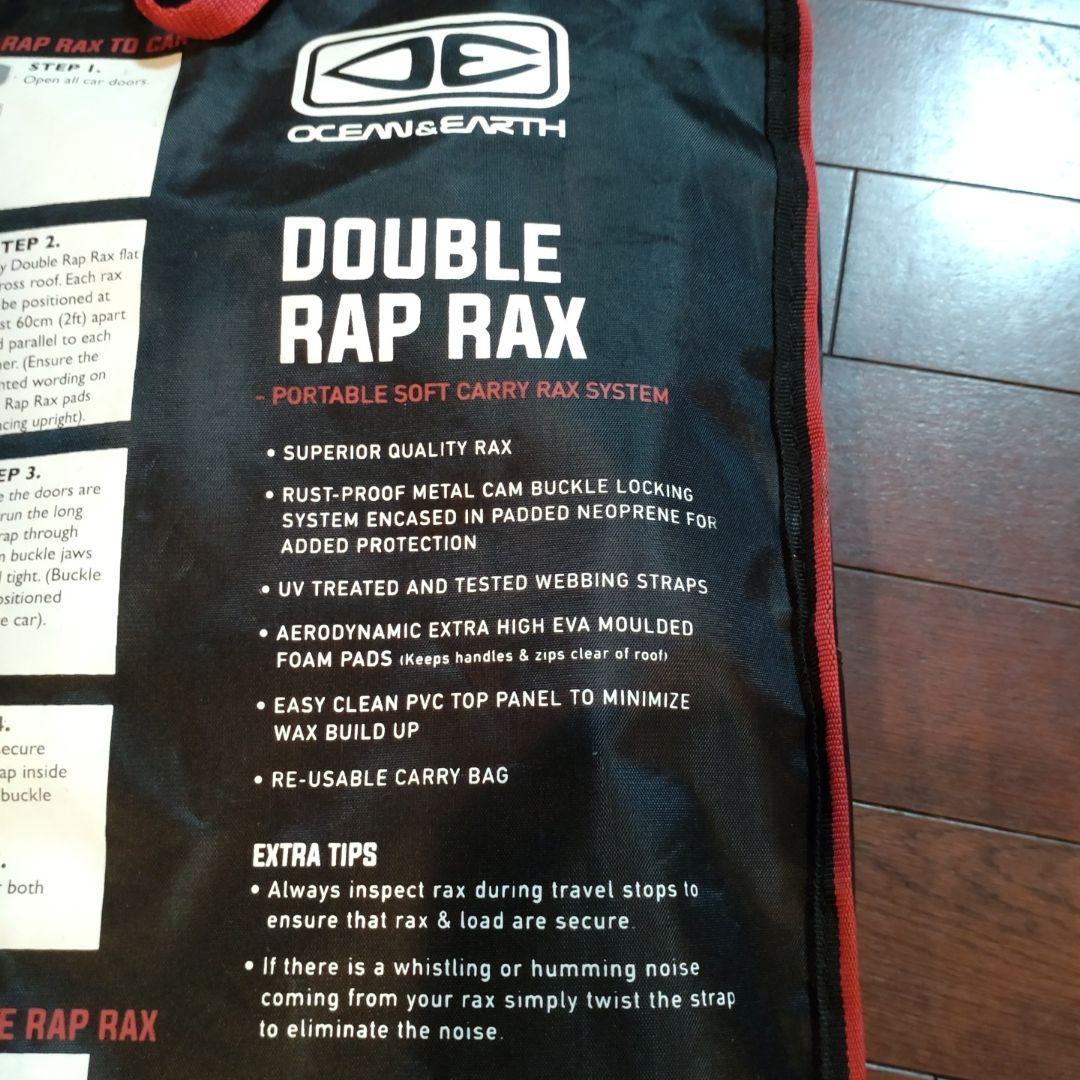 RAP RAX TO CAR
STEP 1.
Open all car doors.
TEP 2.
y Double Rap Rax flat
ross roof. Each rax
be positioned at
st 60cm (2ft) apart
d parallel to each
her. (Ensure the
nted wording on
Rap Rax pads
cing upright).
EP 3.
e the doors are
run the long
rap through
m buckle jaws
l tight. (Buckle
ositioned
e car).
4.
ecure
ap inside
buckle
both
E RAP RAX
OCEAN & EARTH
DOUBLE
RAP RAX
- PORTABLE SOFT CARRY RAX SYSTEM
• SUPERIOR QUALITY RAX
• RUST-PROOF METAL CAM BUCKLE LOCKING
SYSTEM ENCASED IN PADDED NEOPRENE FOR
ADDED PROTECTION
• UV TREATED AND TESTED WEBBING STRAPS
• AERODYNAMIC EXTRA HIGH EVA MOULDED
FOAM PADS (Keeps handles & zips clear of roof)
• EASY CLEAN PVC TOP PANEL TO MINIMIZE
WAX BUILD UP
• RE-USABLE CARRY BAG
EXTRA TIPS
• Always inspect rax during travel stops to
ensure that rax & load are secure.
• If there is a whistling or humming noise
coming from your rax simply twist the strap
to eliminate the noise.